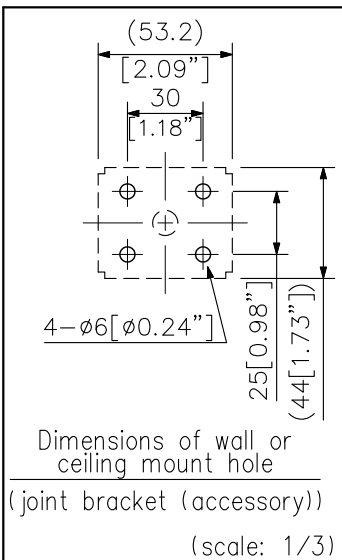 (53.2)
[2.09”]
30
[1.18”]
4-ø6[ø0.24”]
25[0.98”]
(44[1.73”])
Dimensions of wall or
ceiling mount hole
(joint bracket (accessory))
(scale: 1/3)